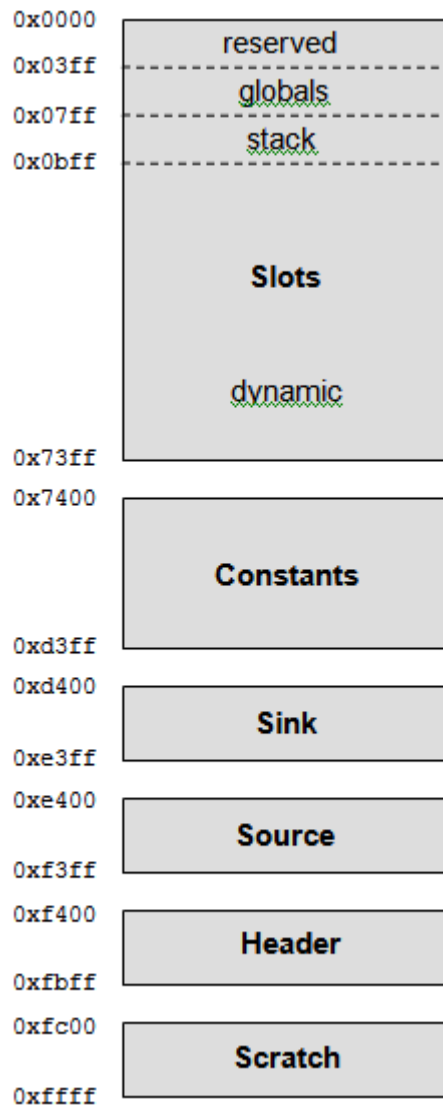 0x0000
reserved
0x03ff
globals
0x07ff
stack
0x0bff
Slots
dynamic
0x73ff
0x7400
Constants
0xd3ff
0xd400
Sink
0xe3ff
0xe400
Source
0xf3ff
0xf400
Header
0xfbff
0xfc00
Scratch
0xffff